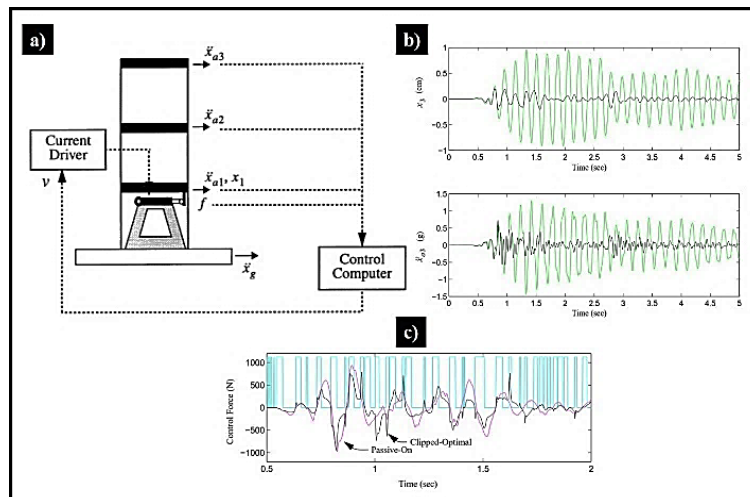 a)
ẍa3
ẍa2
Current
Driver
v
ẍa1, x1
f
Control
Computer
ẍg
b)
x3 (cm)
1
0.5
0
-0.5
-1
0 0.5 1 1.5 2 2.5 3 3.5 4 4.5 5
Time (sec)
ẍa3 (g)
1.5
1
0.5
0
-0.5
-1
-1.5
0 0.5 1 1.5 2 2.5 3 3.5 4 4.5 5
Time (sec)
c)
Control Force (N)
1000
500
0
-500
-1000
Clipped-Optimal
Passive-On
0.5 1 1.5 2
Time (sec)